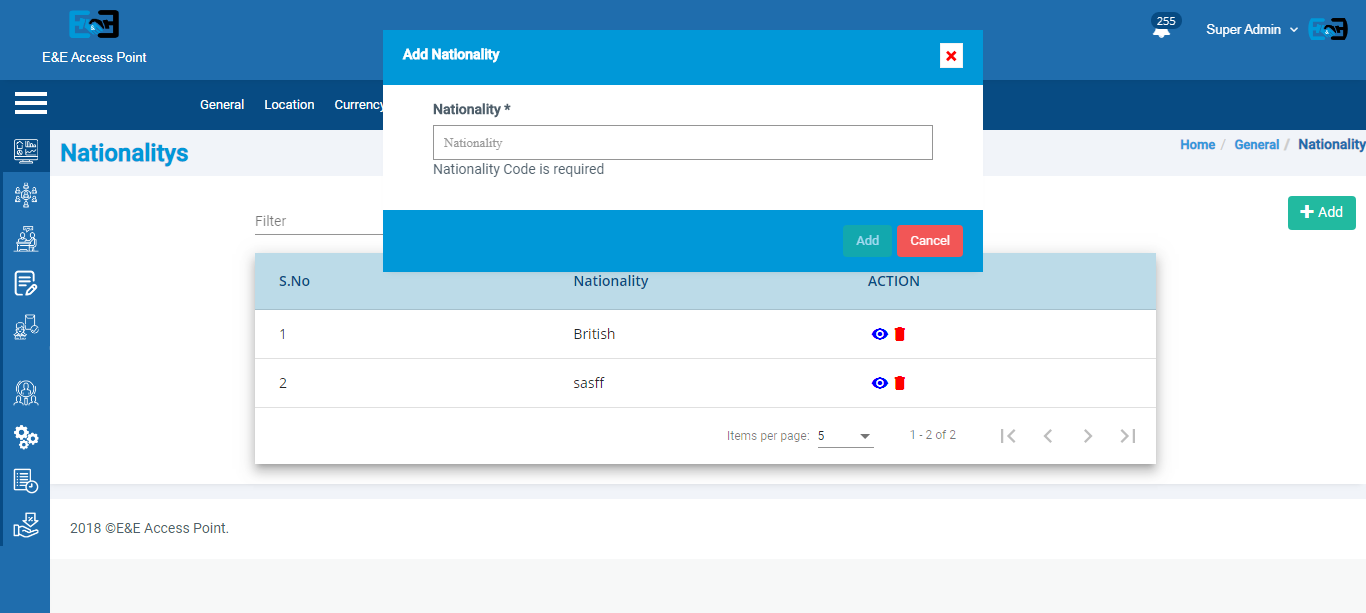 E&E
255
Super Admin
E&E
E&E Access Point
Add Nationality
General Location Currency
Nationality *
Nationality
Nationality Code is required
Nationalitys
Home / General / Nationality
Filter
Add
Add Cancel
S.No Nationality ACTION
1 British
2 sasff
Items per page: 5 1 - 2 of 2
2018 ©E&E Access Point.